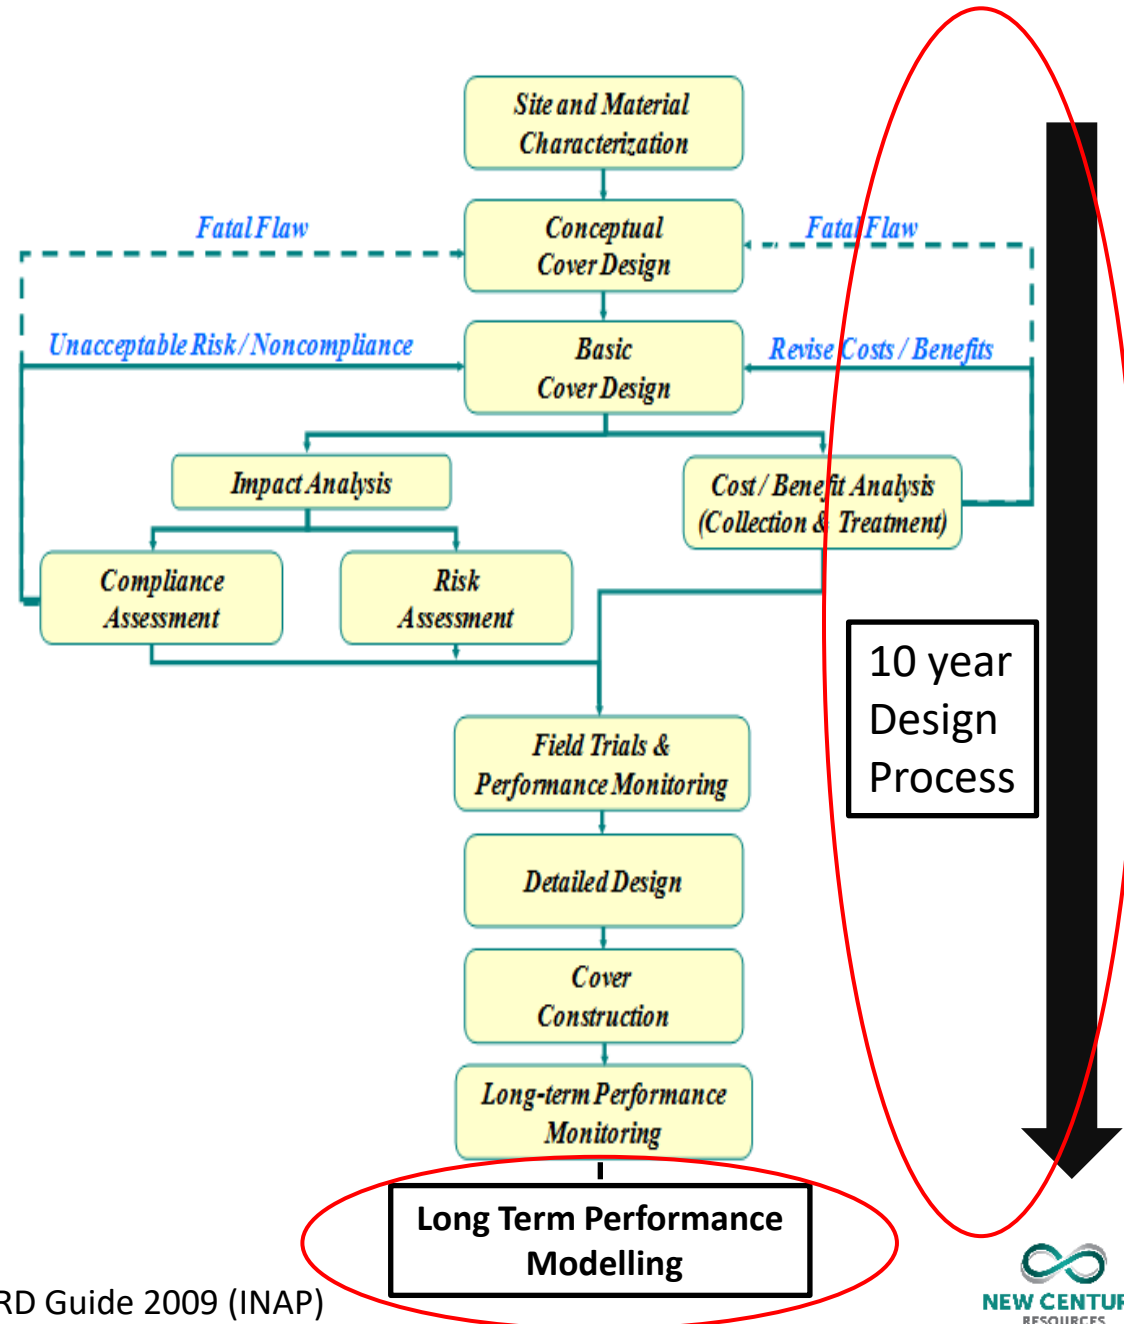 Site and Material
Characterization
Fatal Flaw
Conceptual
Cover Design
Fatal Flaw
Unacceptable Risk / Noncompliance
Basic
Cover Design
Revise Costs / Benefits
Impact Analysis
Cost / Benefit Analysis
(Collection & Treatment)
Compliance
Assessment
Risk
Assessment
10 year
Design
Process
Field Trials &
Performance Monitoring
Detailed Design
Cover
Construction
Long-term Performance
Monitoring
Long Term Performance
Modelling
RD Guide 2009 (INAP)
NEW CENTUR
RESOURCES